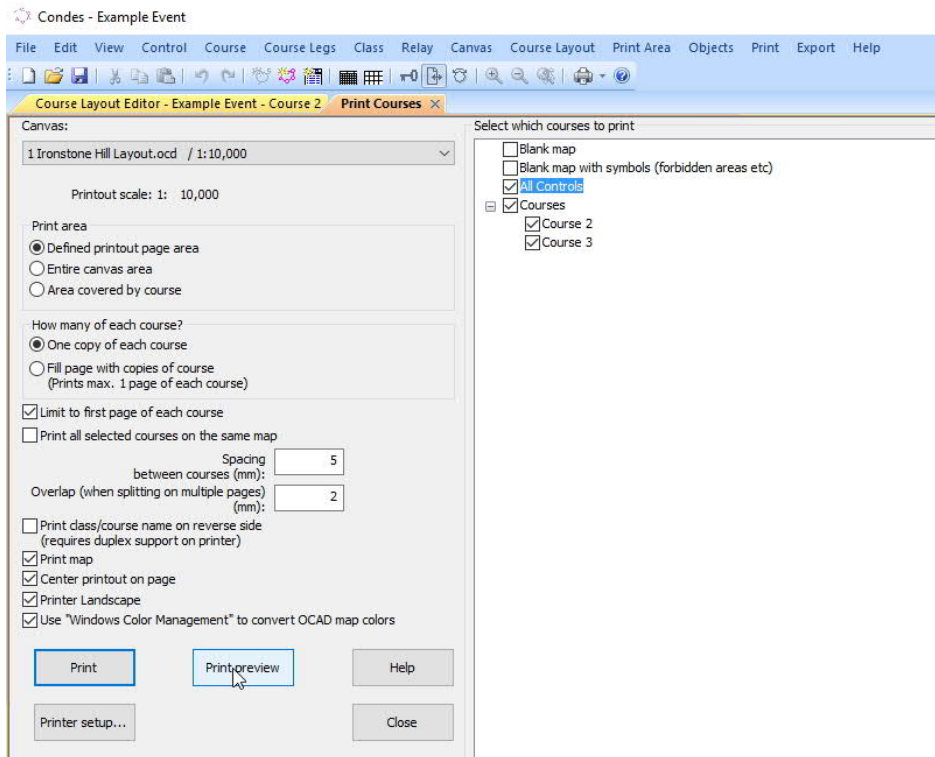 Condes - Example Event
File Edit View Control Course Course Legs Class Relay Canvas Course Layout Print Area Objects Print Export Help
Course Layout Editor - Example Event - Course 2 Print Courses
Canvas:
1 Ironstone Hill Layout.ocd / 1:10,000
Printout scale: 1: 10,000
Print area
Defined printout page area
Entire canvas area
Area covered by course
How many of each course?
One copy of each course
Fill page with copies of course
(Prints max. 1 page of each course)
Limit to first page of each course
Print all selected courses on the same map
Spacing
between courses (mm): 5
Overlap (when splitting on multiple pages)
(mm): 2
Print class/course name on reverse side
(requires duplex support on printer)
Print map
Center printout on page
Printer Landscape
Use "Windows Color Management" to convert OCAD map colors
Print Print preview Help
Printer setup... Close
Select which courses to print
Blank map
Blank map with symbols (forbidden areas etc)
All Controls
Courses
Course 2
Course 3